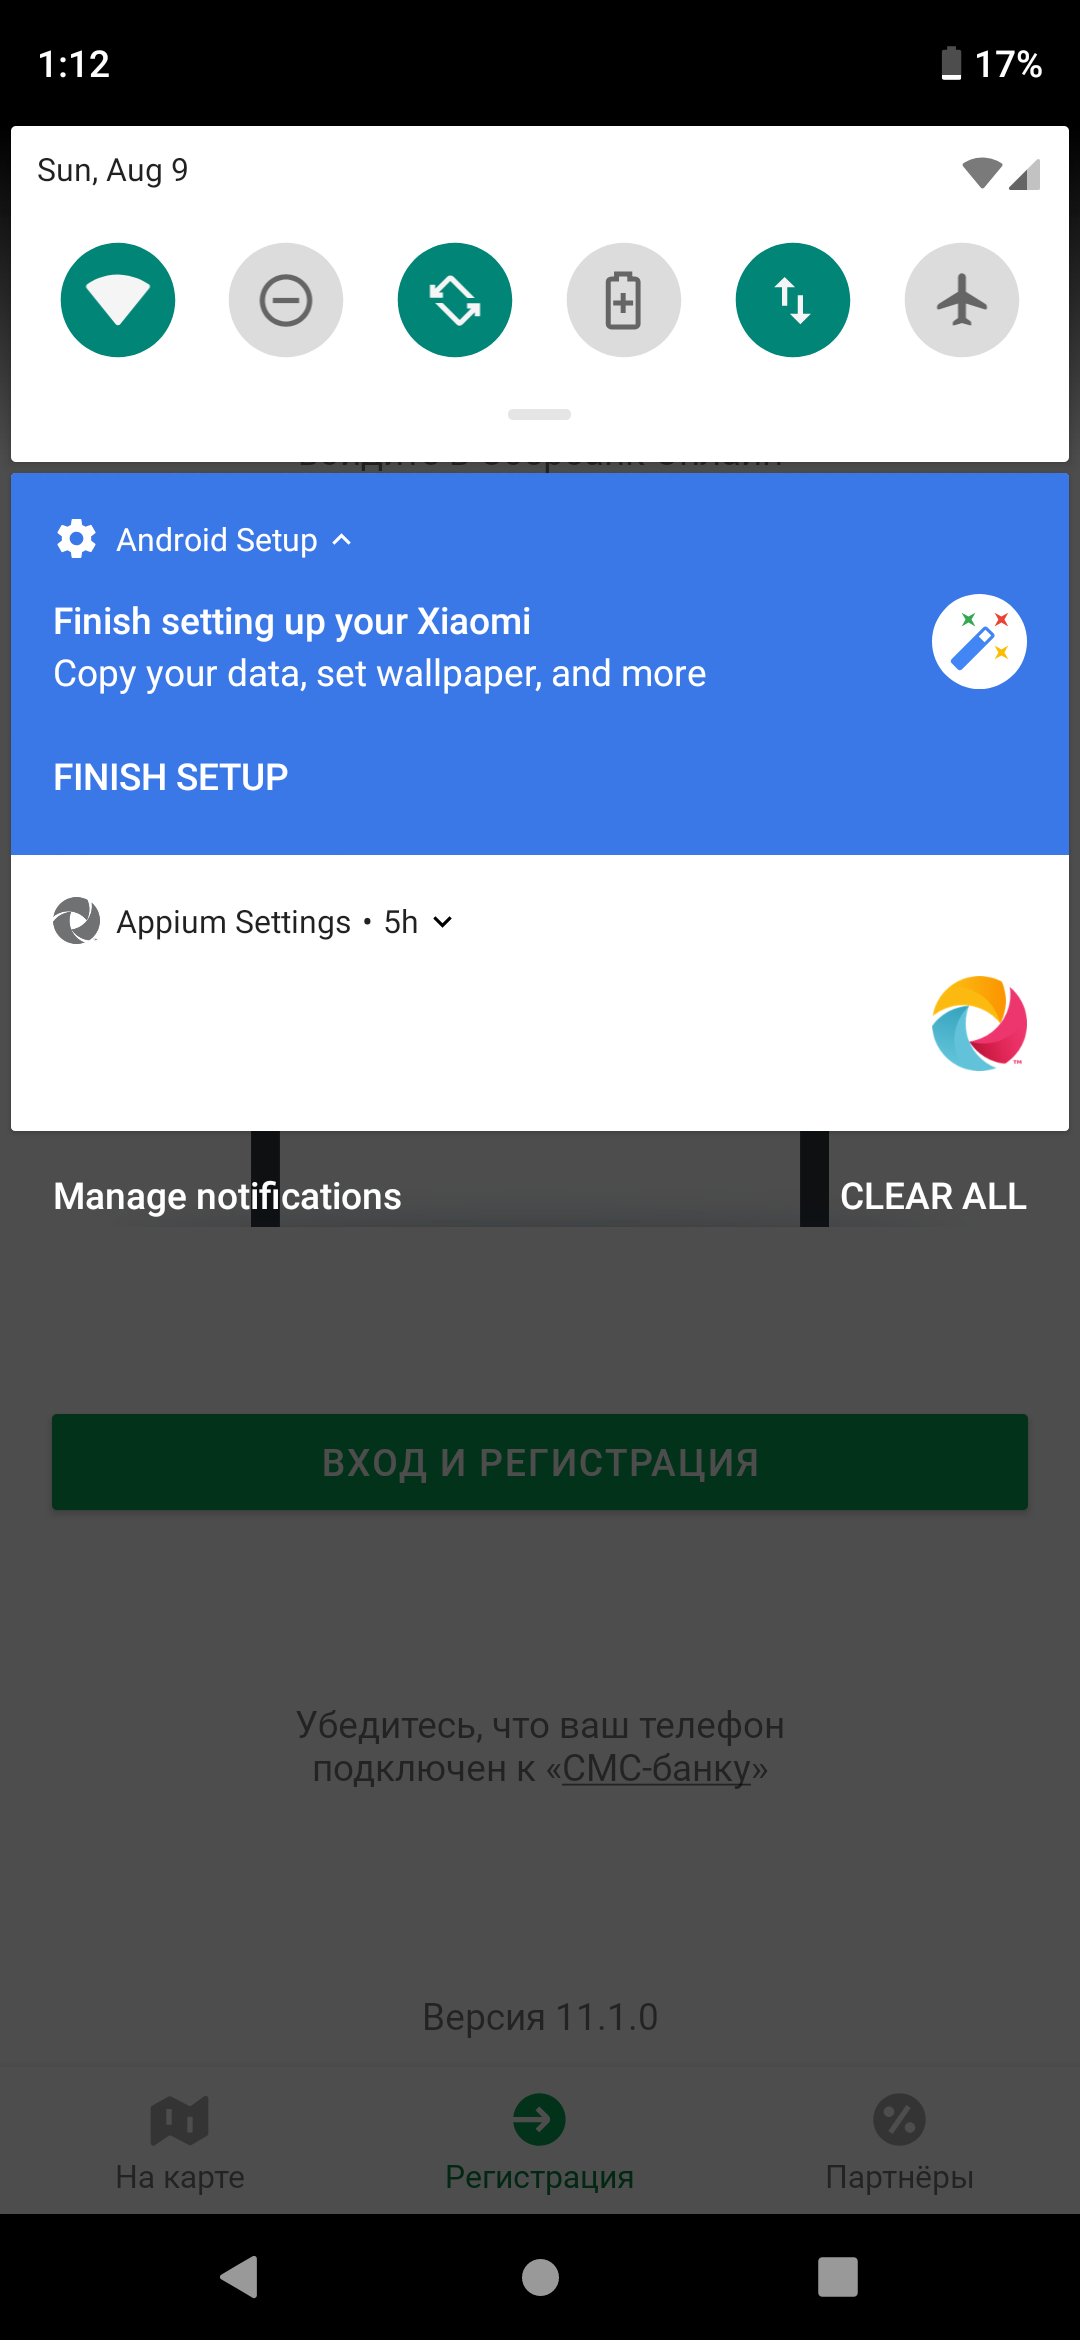 1:12
17%
Sun, Aug 9
Android Setup
Finish setting up your Xiaomi
Copy your data, set wallpaper, and more
FINISH SETUP
Appium Settings • 5h
Manage notifications
CLEAR ALL
ВХОД И РЕГИСТРАЦИЯ
Убедитесь, что ваш телефон
подключен к «СМС-банку»
Версия 11.1.0
На карте
Регистрация
Партнёры